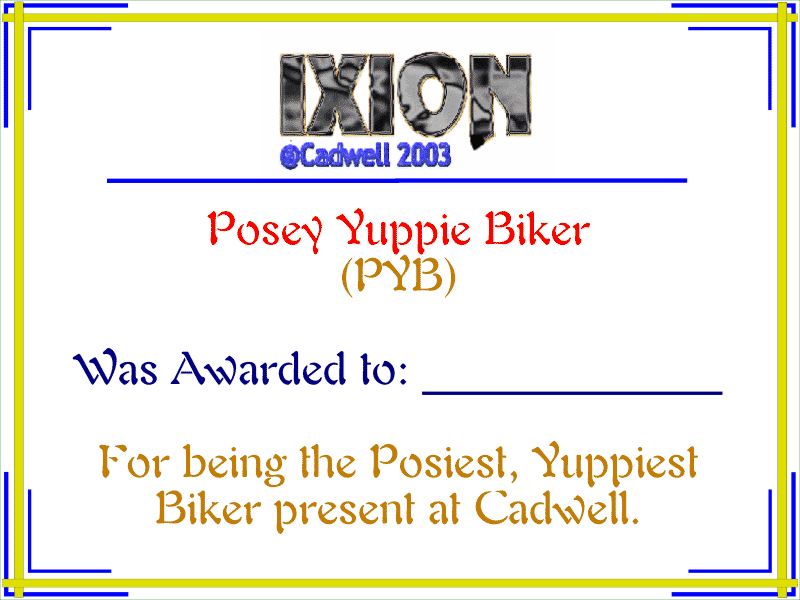 IXION
@Cadwell 2003
Posey Yuppie Biker
(PYB)
Was Awarded to: ____________
For being the Posiest, Yuppiest
Biker present at Cadwell.